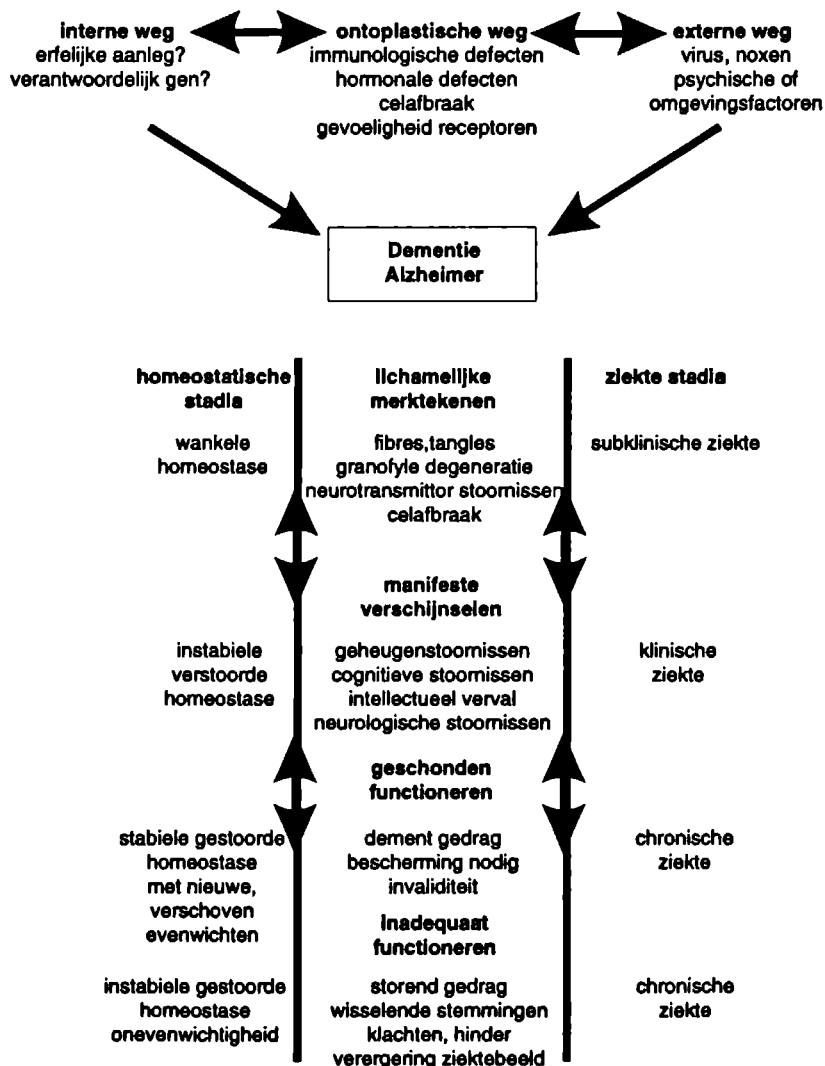 interne weg
erfelijke aanleg?
verantwoordelijk gen?
ontoplastische weg
immunologische defecten
hormonale defecten
celafbraak
gevoeligheid receptoren
externe weg
virus, noxen
psychische of
omgevingsfactoren
Dementie
Alzheimer
homeostatische
stadia
lichamelijke
merktekenen
ziekte stadia
wankele
homeostase
fibres,tangles
granofyle degeneratie
neurotransmittor stoornissen
celafbraak
subklinische ziekte
manifeste
verschijnselen
instabiele
verstoorde
homeostase
geheugenstoornissen
cognitieve stoornissen
intellectueel verval
neurologische stoornissen
klinische
ziekte
geschonden
functioneren
stabiele gestoorde
homeostase
met nieuwe,
verschoven
evenwichten
dement gedrag
bescherming nodig
invaliditeit
chronische
ziekte
inadequaat
functioneren
instabiele gestoorde
homeostase
onevenwichtigheid
storend gedrag
wisselende stemmingen
klachten, hinder
verergering ziektebeeld
chronische
ziekte